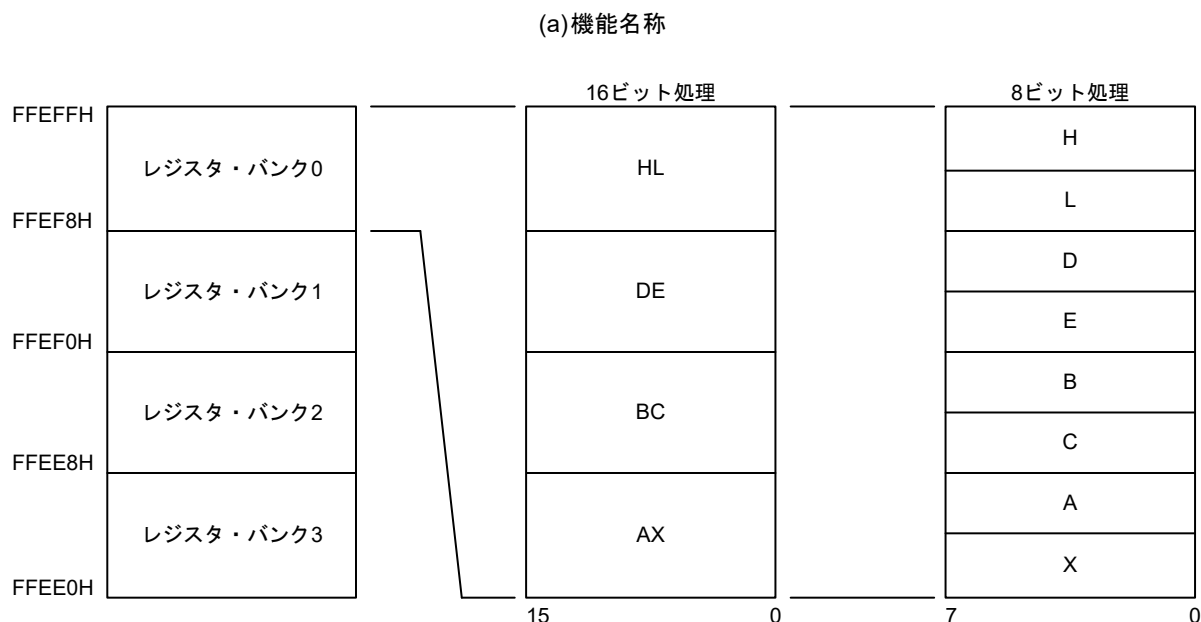 (a)機能名称
16ビット処理
8ビット処理
FFEFFH
レジスタ・バンク0
HL
H
L
FFEF8H
レジスタ・バンク1
DE
D
E
FFEF0H
レジスタ・バンク2
BC
B
C
FFEE8H
レジスタ・バンク3
AX
A
X
FFEE0H
15 0
7 0